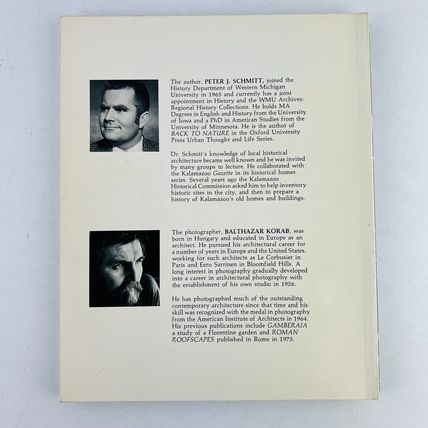 The author, PETER J. SCHMITT, joined the
History Department of Western Michigan
University in 1965 and currently has a joint
appointment in History and the WMU Archives:
Regional History Collections. He holds MA
Degrees in English and History from the University
of Iowa and a PhD in American Studies from the
University of Minnesota. He is the author of
BACK TO NATURE in the Oxford University
Press Urban Thought and Life Series.
Dr. Schmitt's knowledge of local historical
architecture became well known and he was invited
by many groups to lecture. He collaborated with
the Kalamazoo Gazette in its historical homes
series. Several years ago the Kalamazoo
Historical Commission asked him to help inventory
historic sites in the city, and then to prepare a
history of Kalamazoo's old homes and buildings.
The photographer, BALTHAZAR KORAB, was
born in Hungary and educated in Europe as an
architect. He pursued his architectural career for
a number of years in Europe and the United States,
working for such architects as Le Corbusier in
Paris and Eero Sarrinen in Bloomfield Hills. A
long interest in photography gradually developed
into a career in architectural photography with
the establishment of his own studio in 1956.
He has photographed much of the outstanding
contemporary architecture since that time and his
skill was recognized with the medal in photography
from the American Institute of Architects in 1964.
His previous publications include GAMBERAIA
a study of a Florentine garden and ROMAN
ROOFSCAPES published in Rome in 1975.